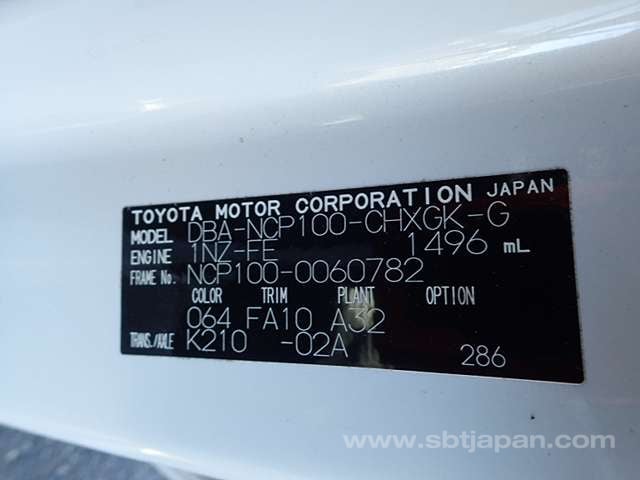 TOYOTA MOTOR CORPORATION JAPAN
MODEL DBA-NCP100-CHXGK-G
ENGINE 1NZ-FE 1496 mL
FRAME No. NCP100-0060782
COLOR TRIM PLANT OPTION
064 FA10 A32
TRANS./AXLE K210 -02A
286
www.sbtjapan.com